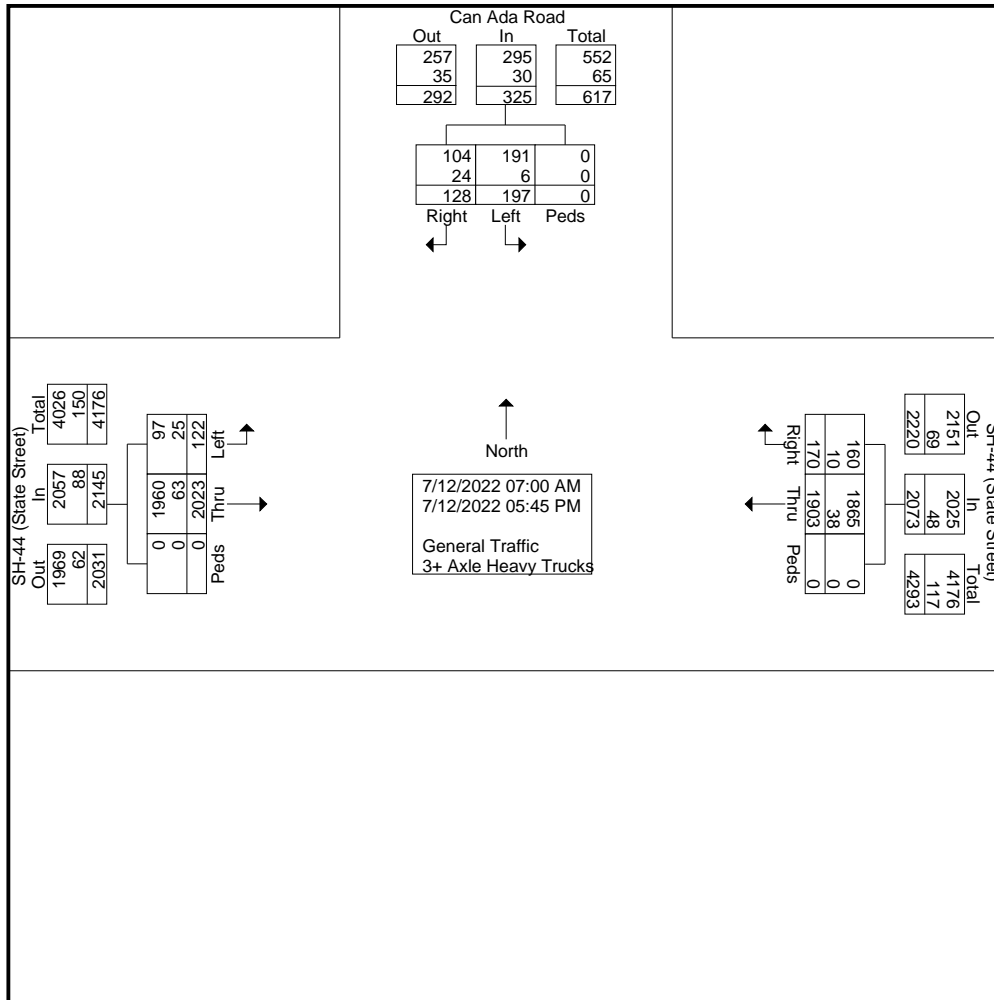 Can Ada Road
Out In Total
257 295 552
35 30 65
292 325 617
104 191 0
24 6 0
128 197 0
Right Left Peds
North
7/12/2022 07:00 AM
7/12/2022 05:45 PM
General Traffic
3+ Axle Heavy Trucks
SH-44 (State Street)
Out In Total
1969 2057 4026
62 88 150
2031 2145 4176
Left Thru Peds
97 1960 0
25 63 0
122 2023 0
SH-44 (State Street)
Out In Total
2151 2025 4176
69 48 117
2220 2073 4293
160 1865 0
10 38 0
170 1903 0
Right Thru Peds